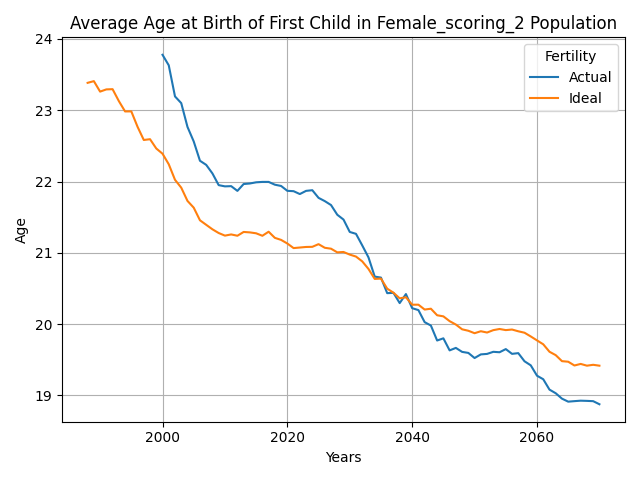 Average Age at Birth of First Child in Female_scoring_2 Population
Fertility
Actual
Ideal
Age
24
23
22
21
20
19
2000
2020
2040
2060
Years